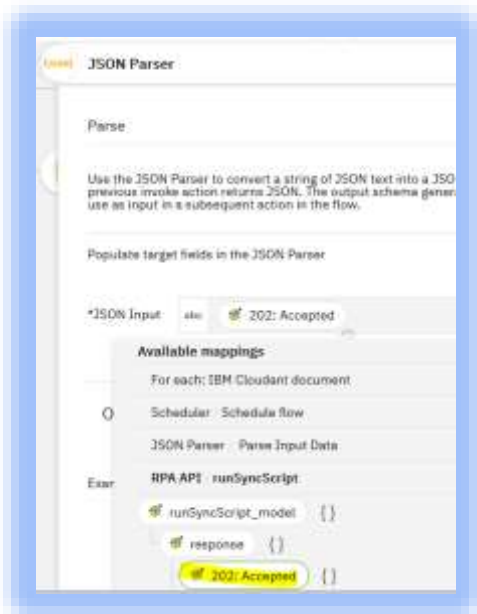 JSON Parser
Parse
Use the JSON Parser to convert a string of JSON text into a JSO
previous invoke action returns JSON. The output schema gener
use as input in a subsequent action in the flow.
Populate target fields in the JSON Parser
*JSON Input abc 202: Accepted
Available mappings
For each: IBM Cloudant document
O Scheduler Schedule flow
JSON Parser Parse Input Data
Exar RPA API runSyncScript
runSyncScript_model { }
response { }
202: Accepted { }